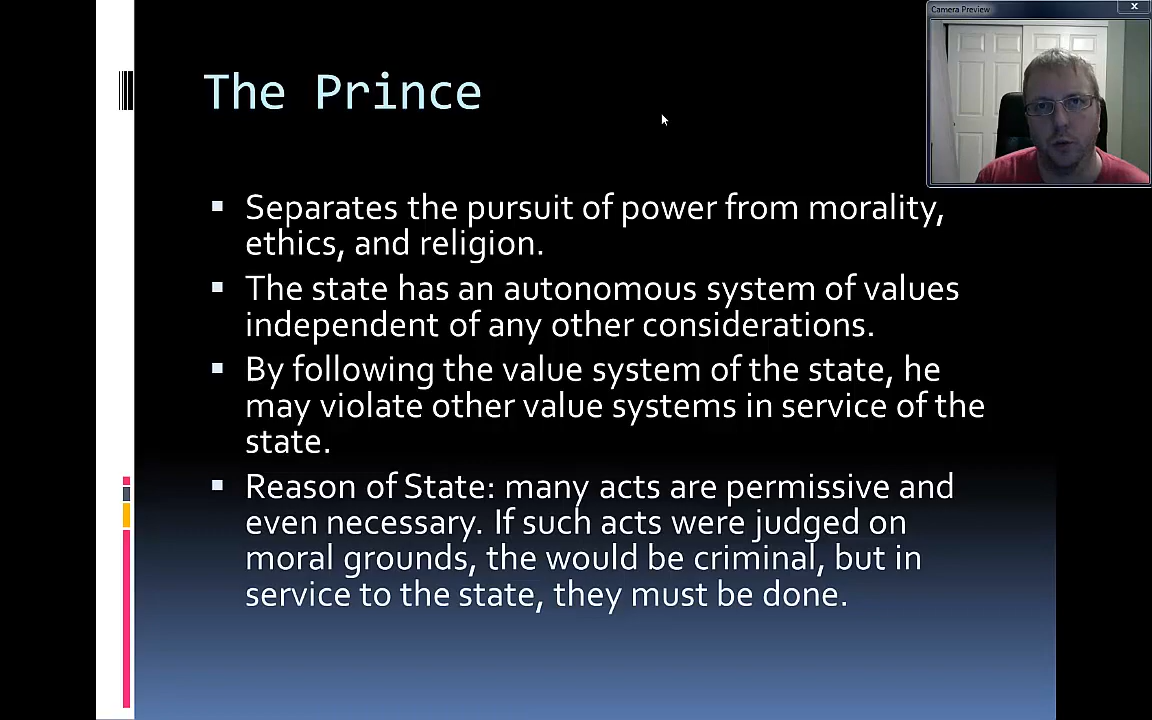 Camera Preview
The Prince
Separates the pursuit of power from morality,
ethics, and religion.
The state has an autonomous system of values
independent of any other considerations.
By following the value system of the state, he
may violate other value systems in service of the
state.
Reason of State: many acts are permissive and
even necessary. If such acts were judged on
moral grounds, the would be criminal, but in
service to the state, they must be done.